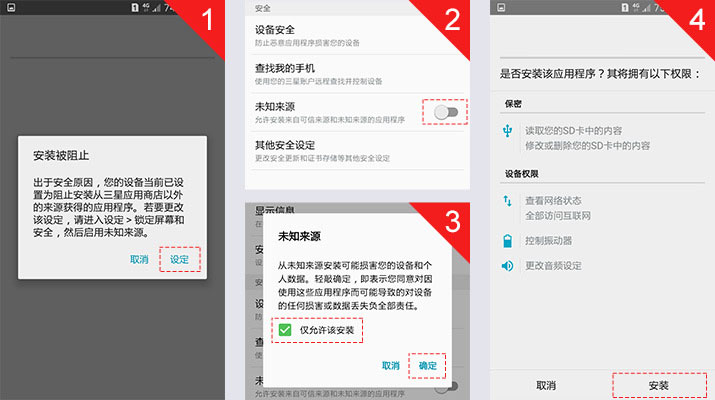 1
安装被阻止
出于安全原因，您的设备当前已设
置为阻止安装从三星应用商店以外
的来源获得的应用程序。若要更改
该设定，请进入设定 > 锁定屏幕和
安全，然后启用未知来源。
取消
设定
2
安全
设备安全
防止恶意应用程序损害您的设备
查找我的手机
使用您的三星账户远程查找并控制设备
未知来源
允许安装来自可信来源和未知来源的应用程序
其他安全设定
更改安全更新和证书存储等其他安全设定
3
显示信息
未知来源
从未知来源安装可能损害您的设备和个
人数据。轻敲确定，即表示您同意对因
使用这些应用程序而可能导致的对设备
的任何损害或数据丢失负全部责任。
仅允许该安装
取消
确定
允许安装来自可信来源和未知来源的应用程序
4
是否安装该应用程序？其将拥有以下权限：
保密
读取您的SD卡中的内容
修改或删除您的SD卡中的内容
设备权限
查看网络状态
全部访问互联网
控制振动器
更改音频设定
取消
安装